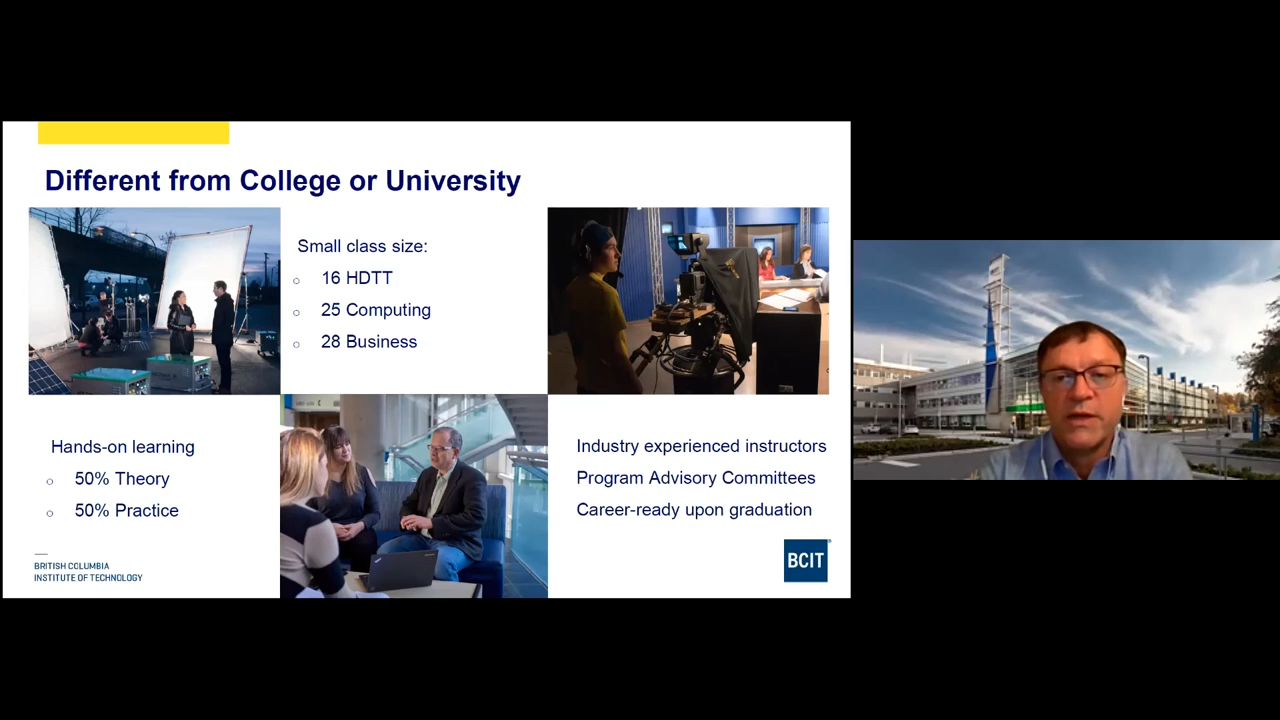 Different from College or University
Small class size:
16 HDTT
25 Computing
28 Business
Hands-on learning
50% Theory
50% Practice
Industry experienced instructors
Program Advisory Committees
Career-ready upon graduation
BRITISH COLUMBIA
INSTITUTE OF TECHNOLOGY
BCIT